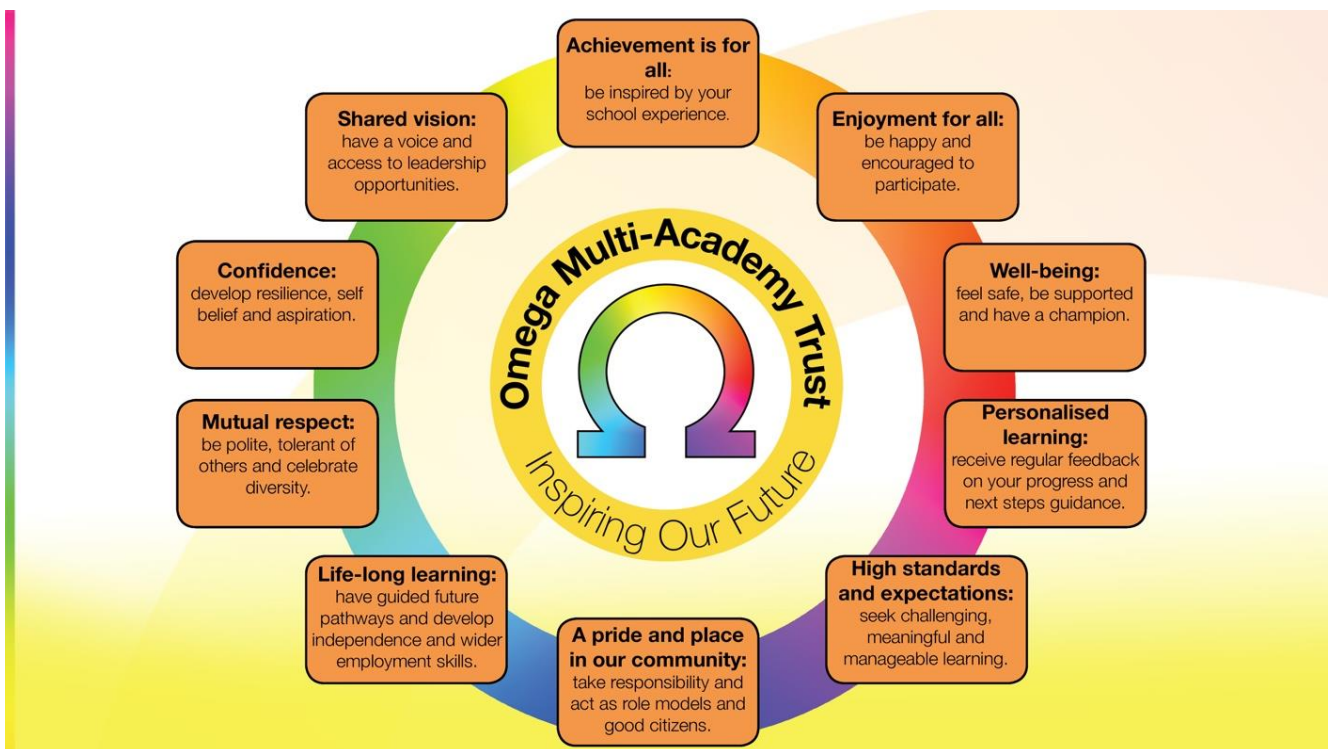 Achievement is for
all:
be inspired by your
school experience.
Enjoyment for all:
be happy and
encouraged to
participate.
Well-being:
feel safe, be supported
and have a champion.
Personalised
learning:
receive regular feedback
on your progress and
next steps guidance.
High standards
and expectations:
seek challenging,
meaningful and
manageable learning.
A pride and place
in our community:
take responsibility and
act as role models and
good citizens.
Life-long learning:
have guided future
pathways and develop
independence and wider
employment skills.
Mutual respect:
be polite, tolerant of
others and celebrate
diversity.
Confidence:
develop resilience, self
belief and aspiration.
Shared vision:
have a voice and
access to leadership
opportunities.
Omega Multi-Academy Trust
Ω
Inspiring Our Future